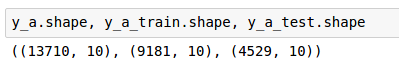 y_a.shape, y_a_train.shape, y_a_test.shape
((13710, 10), (9181, 10), (4529, 10))